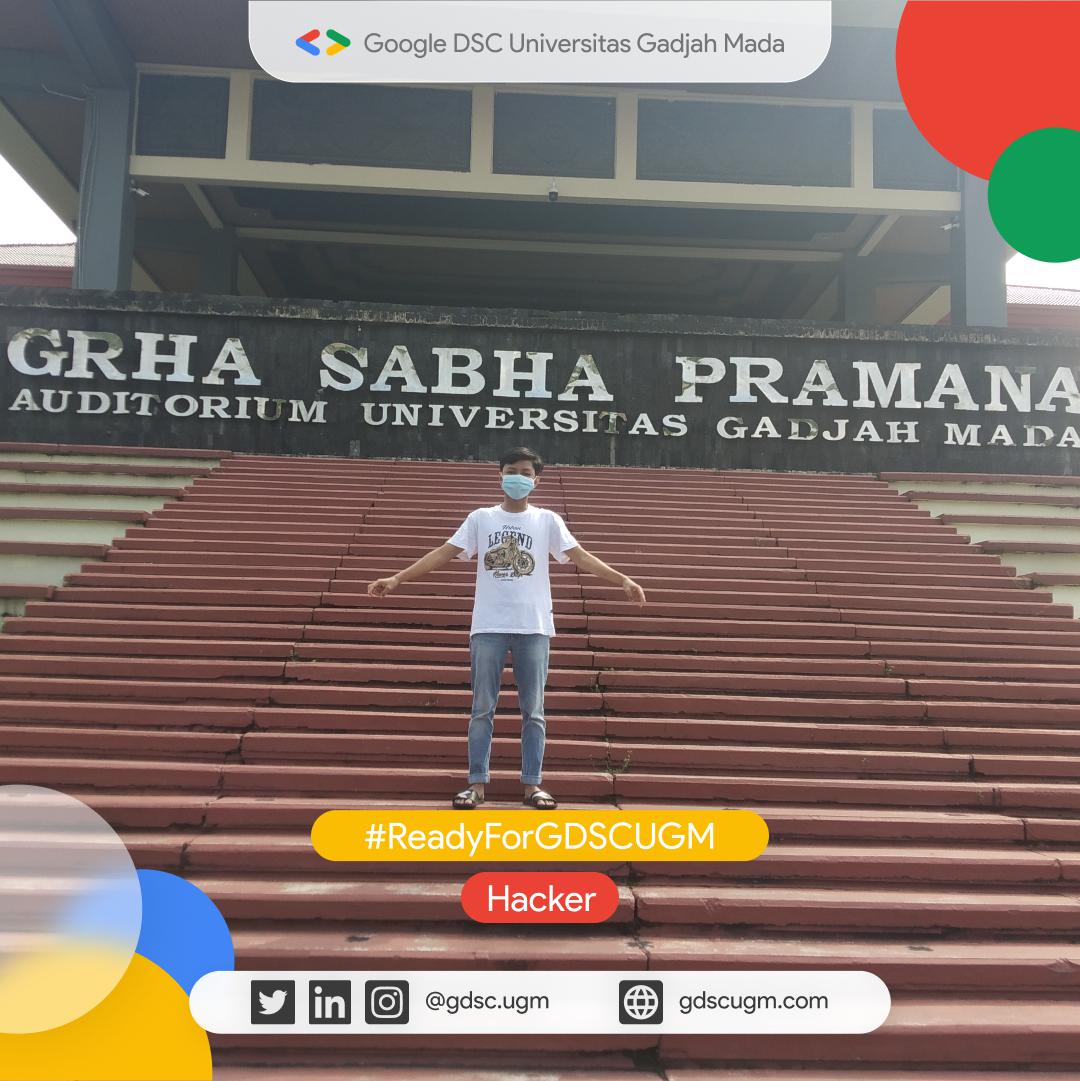 Google DSC Universitas Gadjah Mada
GRHA SABHA PRAMANA
AUDITORIUM UNIVERSITAS GADJAH MADA
Urban
LEGEND
#ReadyForGDSCUGM
Hacker
@gdsc.ugm
gdscugm.com